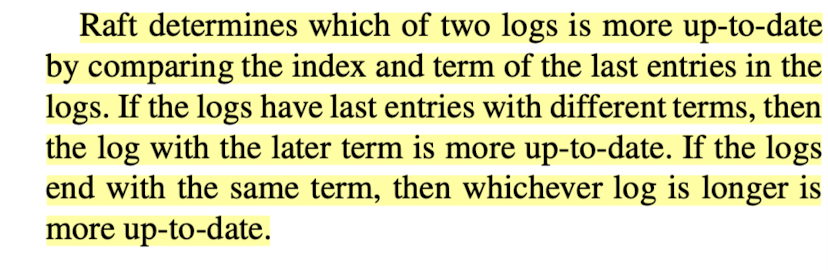 Raft determines which of two logs is more up-to-date
by comparing the index and term of the last entries in the
logs. If the logs have last entries with different terms, then
the log with the later term is more up-to-date. If the logs
end with the same term, then whichever log is longer is
more up-to-date.